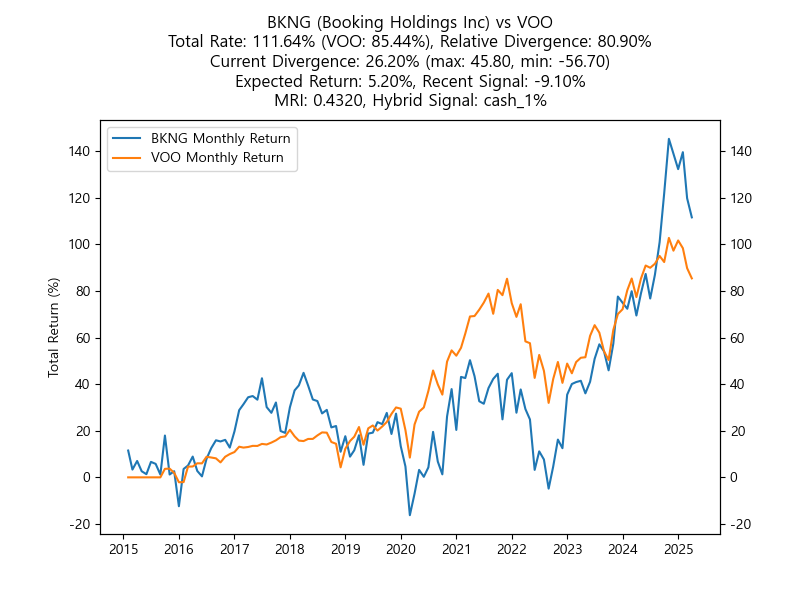 BKNG (Booking Holdings Inc) vs VOO
Total Rate: 111.64% (VOO: 85.44%), Relative Divergence: 80.90%
Current Divergence: 26.20% (max: 45.80, min: -56.70)
Expected Return: 5.20%, Recent Signal: -9.10%
MRI: 0.4320, Hybrid Signal: cash_1%
BKNG Monthly Return
VOO Monthly Return
Total Return (%)
140
120
100
80
60
40
20
0
-20
140
120
100
80
60
40
20
0
-20
2015 2016 2017 2018 2019 2020 2021 2022 2023 2024 2025